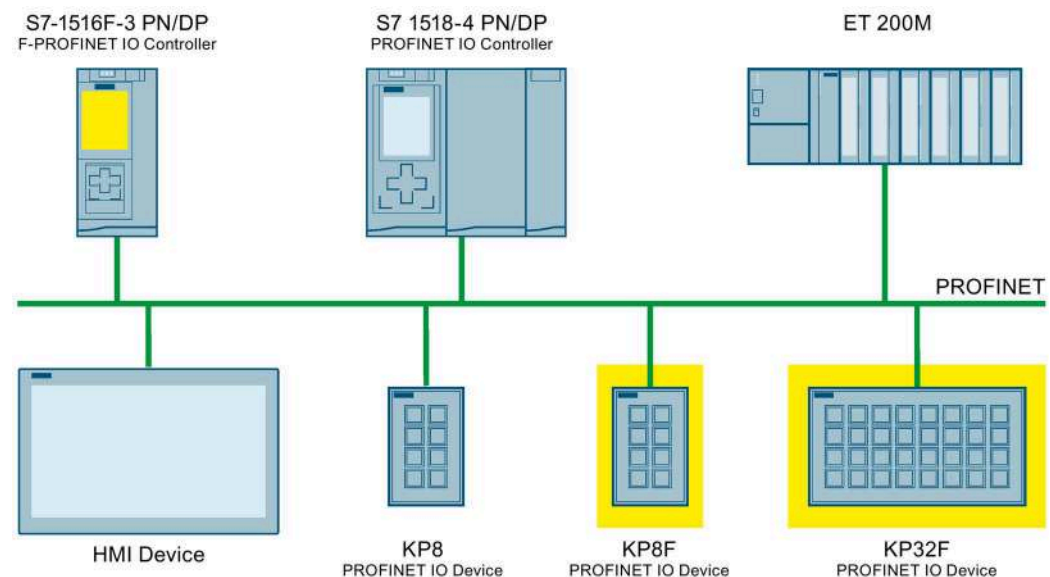 S7-1516F-3 PN/DP
F-PROFINET IO Controller
S7 1518-4 PN/DP
PROFINET IO Controller
ET 200M
PROFINET
HMI Device
KP8
PROFINET IO Device
KP8F
PROFINET IO Device
KP32F
PROFINET IO Device